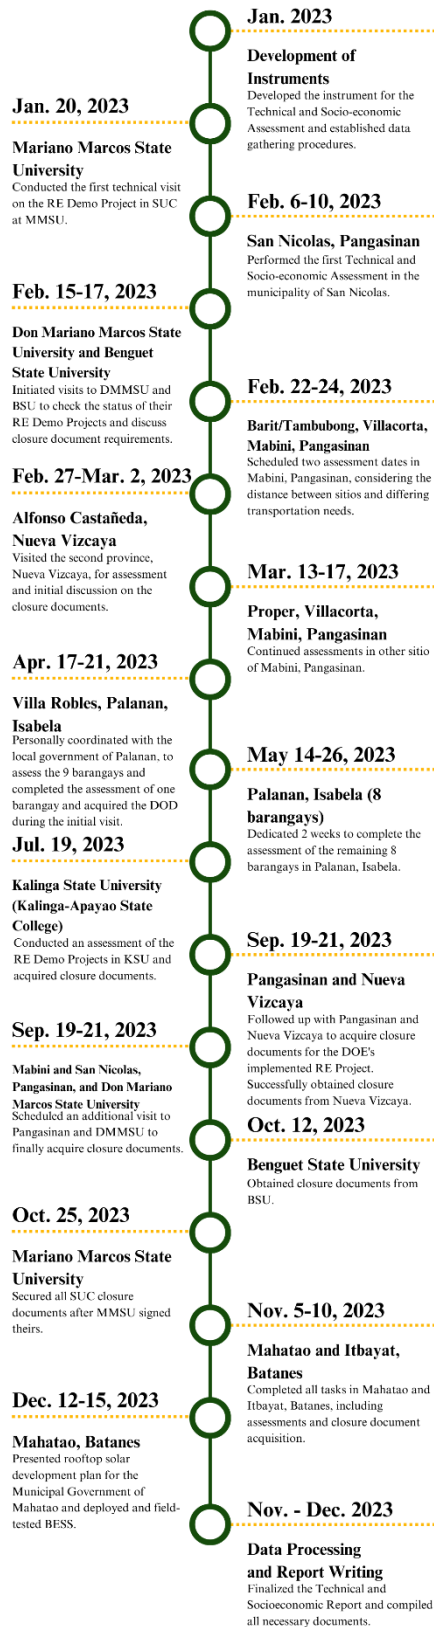 Jan. 2023
Development of
Instruments
Developed the instrument for the
Technical and Socio-economic
Assessment and established data
gathering procedures.
Jan. 20, 2023
Mariano Marcos State
University
Conducted the first technical visit
on the RE Demo Project in SUC
at MMSU.
Feb. 6-10, 2023
San Nicolas, Pangasinan
Performed the first Technical and
Socio-economic Assessment in the
municipality of San Nicolas.
Feb. 15-17, 2023
Don Mariano Marcos State
University and Benguet
State University
Initiated visits to DMMSU and
BSU to check the status of their
RE Demo Projects and discuss
closure document requirements.
Feb. 22-24, 2023
Barit/Tambubong, Villacorta,
Mabini, Pangasinan
Scheduled two assessment dates in
Mabini, Pangasinan, considering the
distance between sitios and differing
transportation needs.
Feb. 27-Mar. 2, 2023
Alfonso Castañeda,
Nueva Vizcaya
Visited the second province,
Nueva Vizcaya, for assessment
and initial discussion on the
closure documents.
Mar. 13-17, 2023
Proper, Villacorta,
Mabini, Pangasinan
Continued assessments in other sitio
of Mabini, Pangasinan.
Apr. 17-21, 2023
Villa Robles, Palanan,
Isabela
Personally coordinated with the
local government of Palanan, to
assess the 9 barangays and
completed the assessment of one
barangay and acquired the DOD
during the initial visit.
May 14-26, 2023
Palanan, Isabela (8
barangays)
Dedicated 2 weeks to complete the
assessment of the remaining 8
barangays in Palanan, Isabela.
Jul. 19, 2023
Kalinga State University
(Kalinga-Apayao State
College)
Conducted an assessment of the
RE Demo Projects in KSU and
acquired closure documents.
Sep. 19-21, 2023
Pangasinan and Nueva
Vizcaya
Followed up with Pangasinan and
Nueva Vizcaya to acquire closure
documents for the DOE's
implemented RE Project.
Successfully obtained closure
documents from Nueva Vizcaya.
Sep. 19-21, 2023
Mabini and San Nicolas,
Pangasinan, and Don Mariano
Marcos State University
Scheduled an additional visit to
Pangasinan and DMMSU to
finally acquire closure documents.
Oct. 12, 2023
Benguet State University
Obtained closure documents from
BSU.
Oct. 25, 2023
Mariano Marcos State
University
Secured all SUC closure
documents after MMSU signed
theirs.
Nov. 5-10, 2023
Mahatao and Itbayat,
Batanes
Completed all tasks in Mahatao and
Itbayat, Batanes, including
assessments and closure document
acquisition.
Dec. 12-15, 2023
Mahatao, Batanes
Presented rooftop solar
development plan for the
Municipal Government of
Mahatao and deployed and field-
tested BESS.
Nov. - Dec. 2023
Data Processing
and Report Writing
Finalized the Technical and
Socioeconomic Report and compiled
all necessary documents.